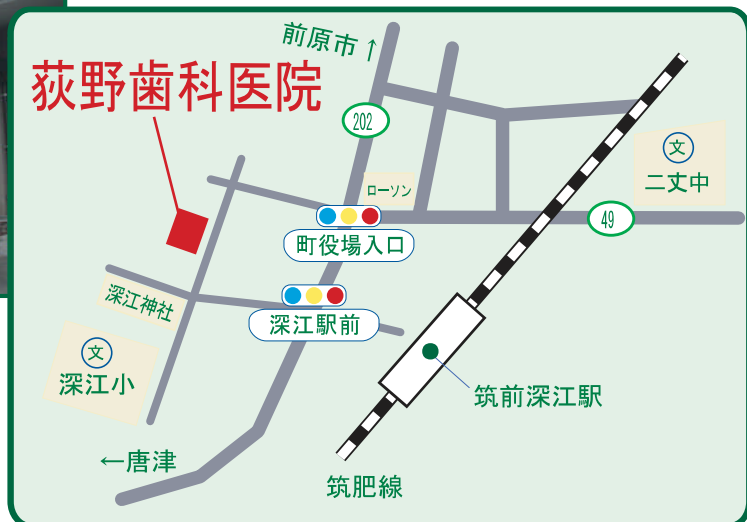 前原市↑
荻野歯科医院
202
文
二丈中
ローソン
49
町役場入口
深江神社
深江駅前
文
深江小
筑前深江駅
←唐津
筑肥線